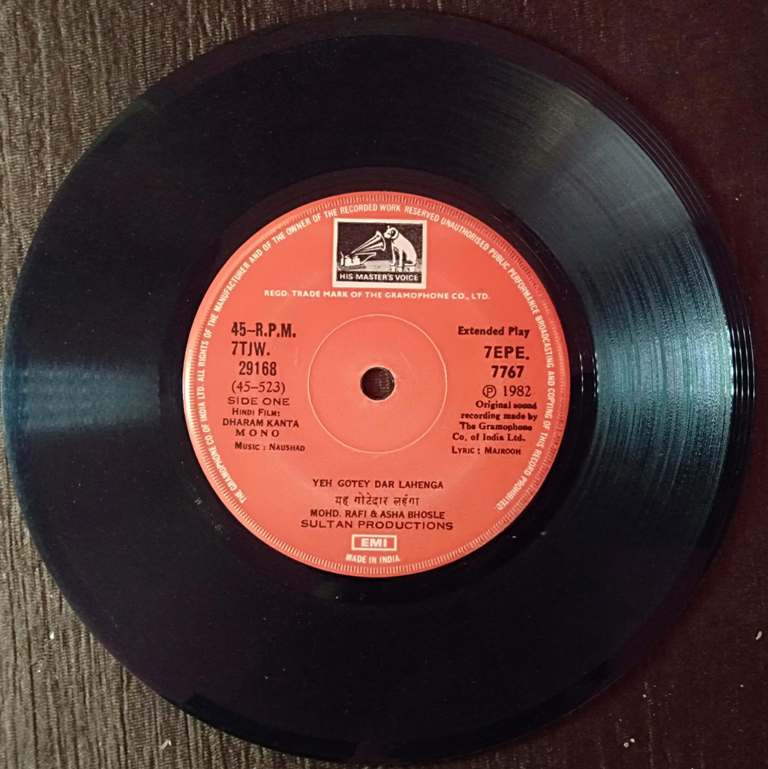 THE GRAMOPHONE CO. OF INDIA LTD. ALL RIGHTS OF THE MANUFACTURER AND OF THE OWNER OF THE RECORDED WORK RESERVED UNAUTHORISED PUBLIC PERFORMANCE BROADCASTING AND COPYING OF THIS RECORD PROHIBITED.
HIS MASTER'S VOICE
REGD. TRADE MARK OF THE GRAMOPHONE CO., LTD.
45-R.P.M.
7TJW.
29168
(45-523)
SIDE ONE
HINDI FILM:
DHARAM KANTA
MONO
MUSIC : NAUSHAD
Extended Play
7EPE.
7767
Ⓟ 1982
Original sound
recording made by
The Gramophone
Co. of India Ltd.
LYRIC : MAJROOH
YEH GOTEY DAR LAHENGA
यह गोटेदार लहंगा
MOHD. RAFI & ASHA BHOSLE
SULTAN PRODUCTIONS
EMI
MADE IN INDIA